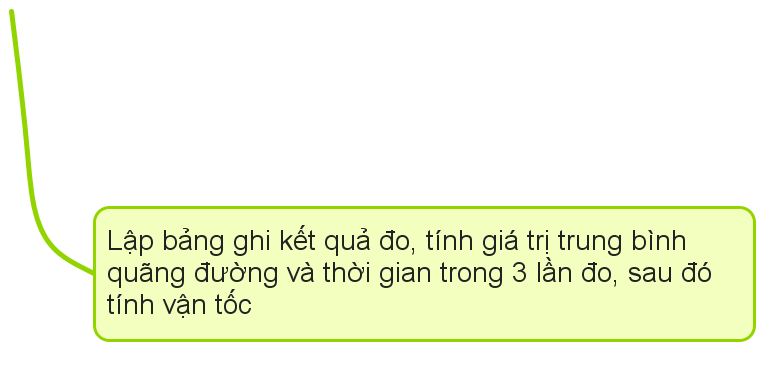 Lập bảng ghi kết quả đo, tính giá trị trung bình
quãng đường và thời gian trong 3 lần đo, sau đó
tính vận tốc